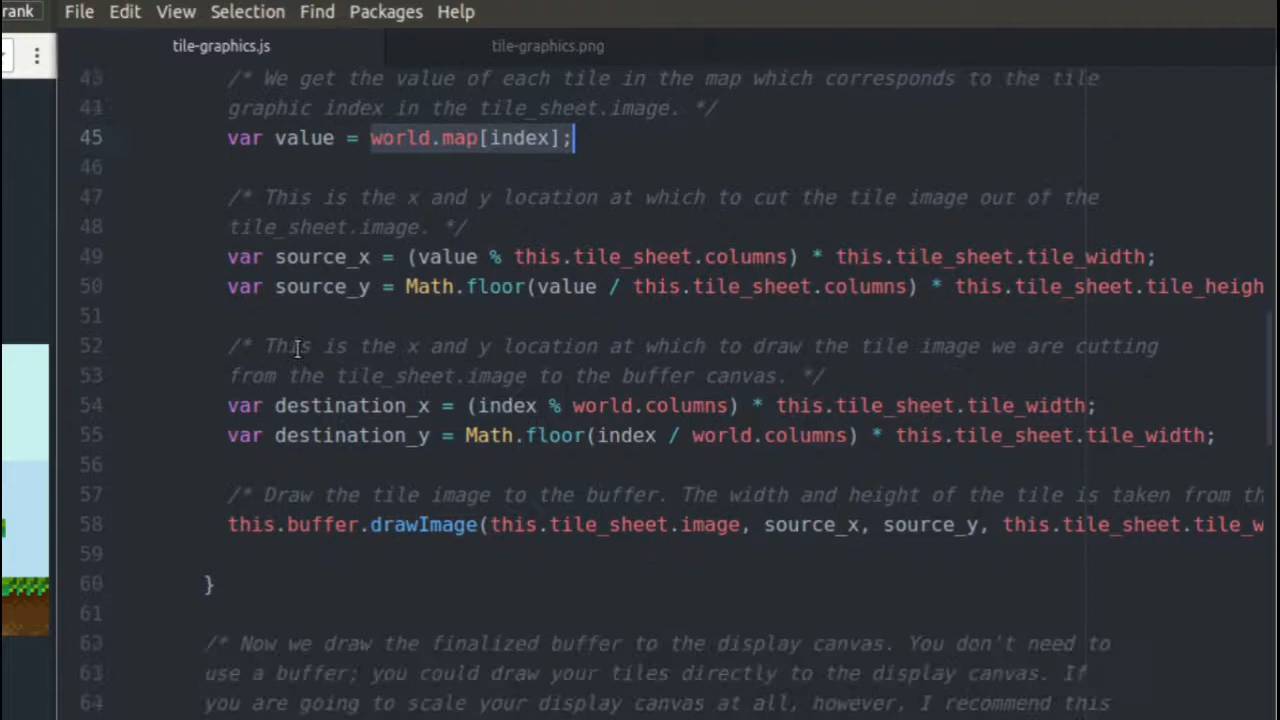 rank File Edit View Selection Find Packages Help
tile-graphics.js tile-graphics.png
43 /* We get the value of each tile in the map which corresponds to the tile
41 graphic index in the tile_sheet.image. */
45 var value = world.map[index];
46
47 /* This is the x and y location at which to cut the tile image out of the
48 tile_sheet.image. */
49 var source_x = (value % this.tile_sheet.columns) * this.tile_sheet.tile_width;
50 var source_y = Math.floor(value / this.tile_sheet.columns) * this.tile_sheet.tile_heigh
51
52 /* This is the x and y location at which to draw the tile image we are cutting
53 from the tile_sheet.image to the buffer canvas. */
54 var destination_x = (index % world.columns) * this.tile_sheet.tile_width;
55 var destination_y = Math.floor(index / world.columns) * this.tile_sheet.tile_width;
56
57 /* Draw the tile image to the buffer. The width and height of the tile is taken from th
58 this.buffer.drawImage(this.tile_sheet.image, source_x, source_y, this.tile_sheet.tile_w
59
60 }
61
63 /* Now we draw the finalized buffer to the display canvas. You don't need to
63 use a buffer; you could draw your tiles directly to the display canvas. If
64 you are going to scale your display canvas at all, however, I recommend this